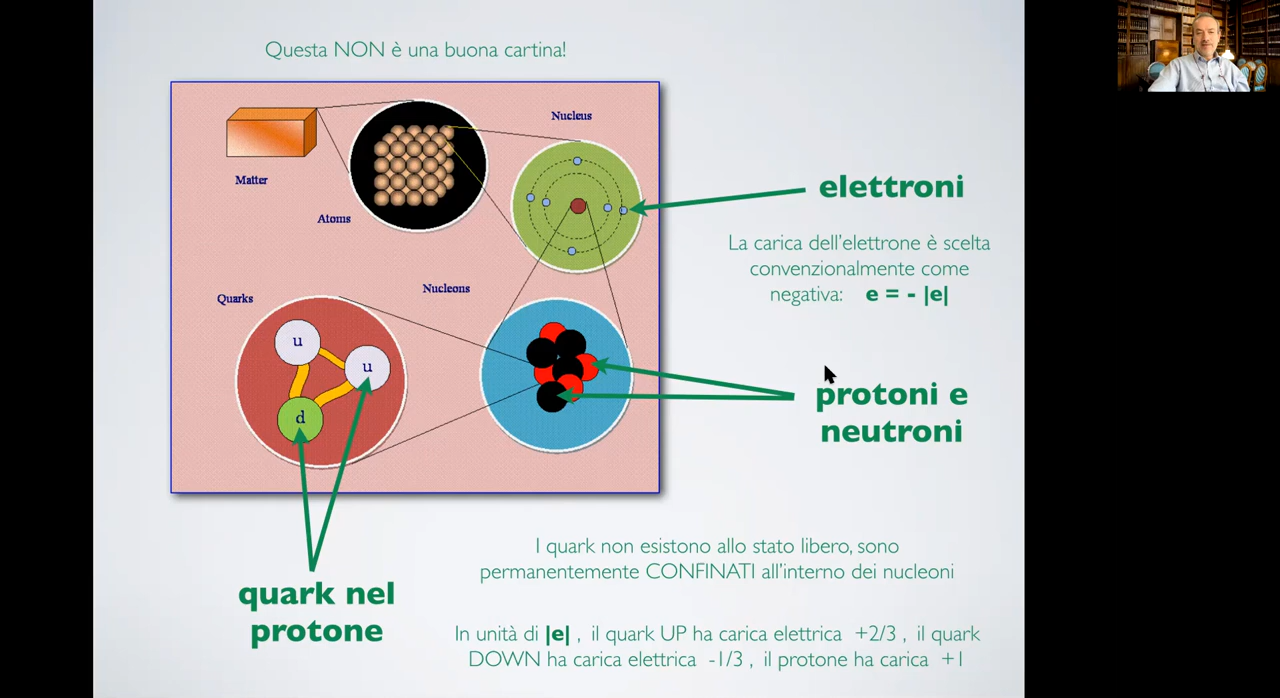 Questa NON è una buona cartina!
Nucleus
Matter
Atoms
elettroni
La carica dell'elettrone è scelta
convenzionalmente come
negativa: e = - |e|
Nucleons
Quarks
u
u
d
protoni e
neutroni
quark nel
protone
I quark non esistono allo stato libero, sono
permanentemente CONFINATI all'interno dei nucleoni
In unità di |e| , il quark UP ha carica elettrica +2/3 , il quark
DOWN ha carica elettrica -1/3 , il protone ha carica +1